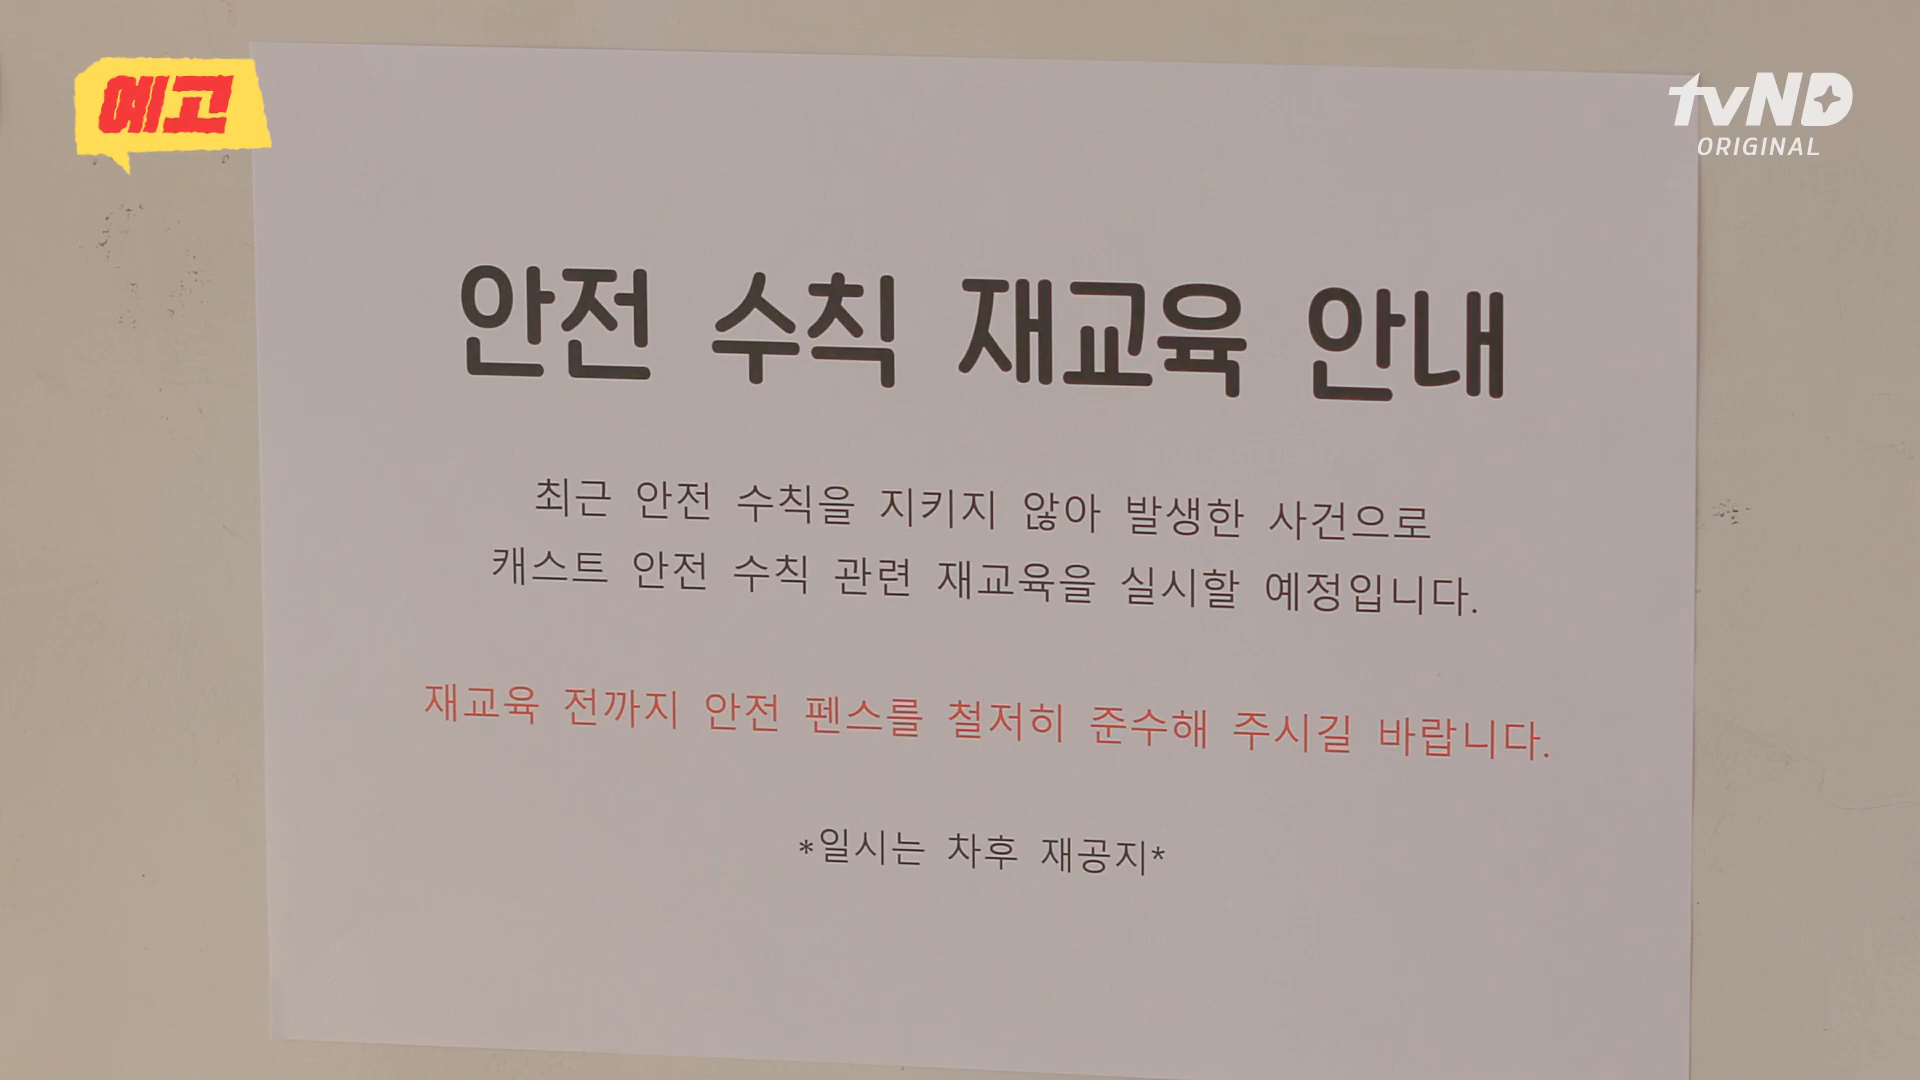 예고
tvND
ORIGINAL
안전 수칙 재교육 안내
최근 안전 수칙을 지키지 않아 발생한 사건으로
캐스트 안전 수칙 관련 재교육을 실시할 예정입니다.
재교육 전까지 안전 펜스를 철저히 준수해 주시길 바랍니다.
*일시는 차후 재공지*